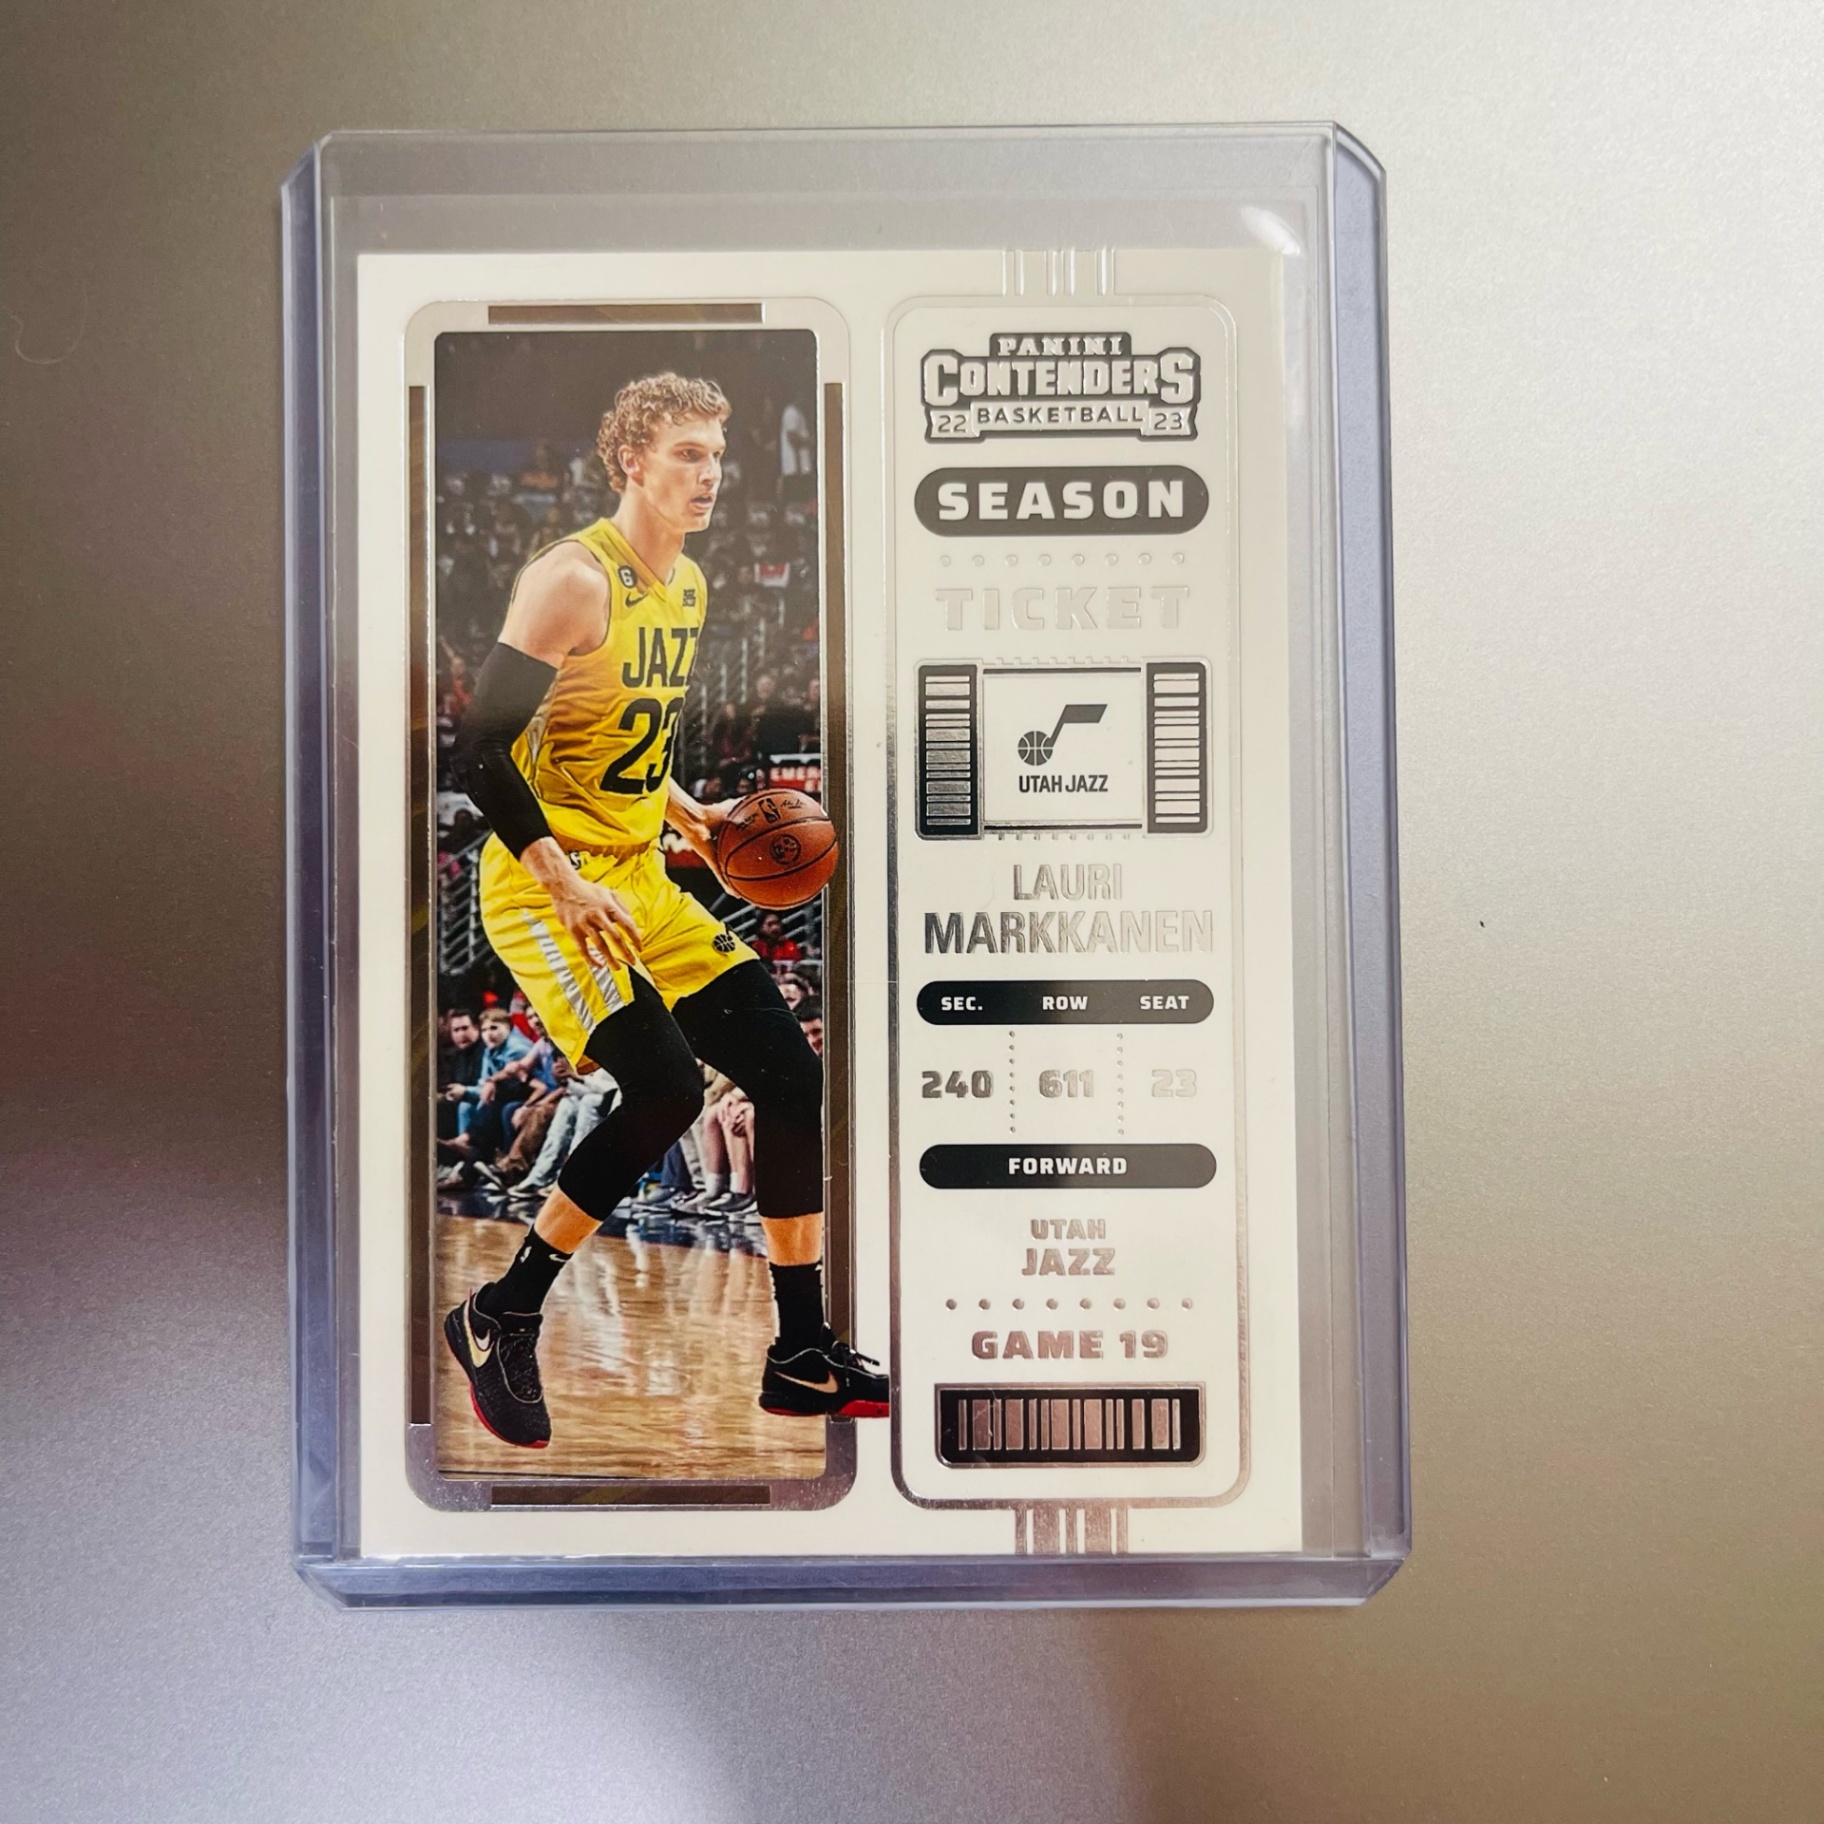 PANINI
CONTENDERS
22 BASKETBALL 23
SEASON
TICKET
UTAH JAZZ
LAURI
MARKKANEN
SEC. ROW SEAT
240 611 23
FORWARD
UTAH
JAZZ
GAME 19
6
JAZZ
23